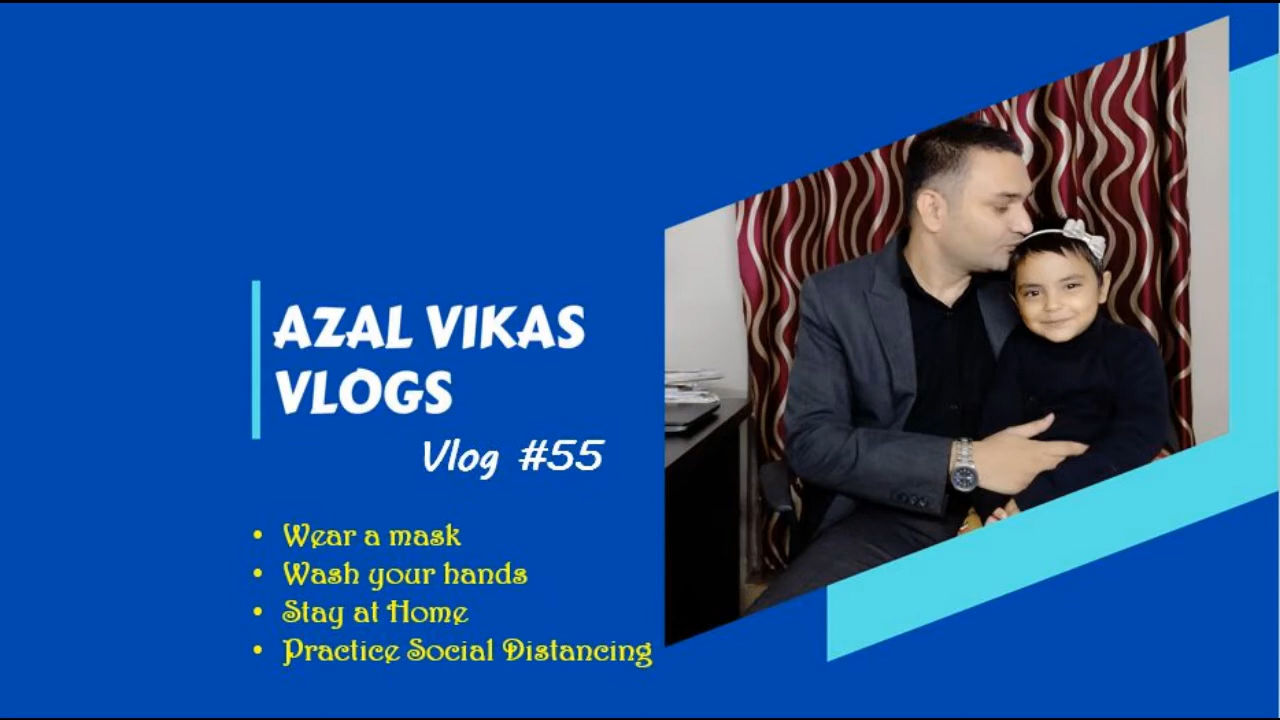 AZAL VIKAS
VLOGS
Vlog #55
• Wear a mask
• Wash your hands
• Stay at Home
• Practice Social Distancing